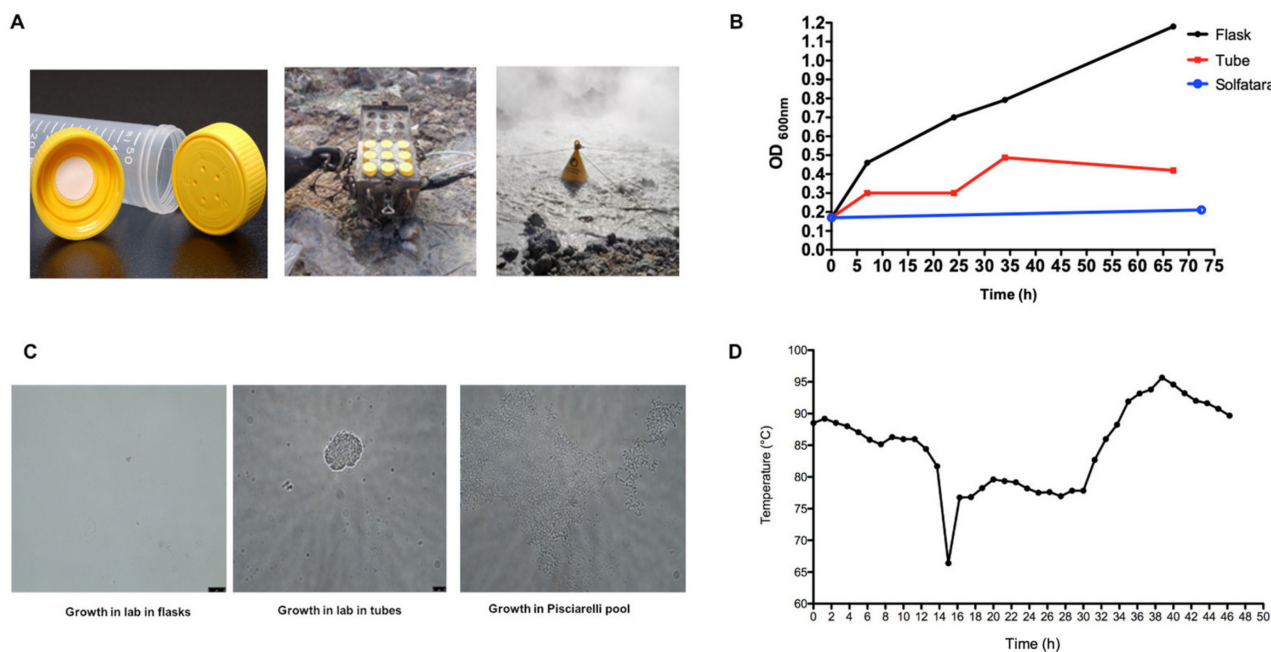 A
50
20
B
OD 600nm
1.2
1.1
1.0
0.9
0.8
0.7
0.6
0.5
0.4
0.3
0.2
0.1
0.0
0 5 10 15 20 25 30 35 40 45 50 55 60 65 70 75
Time (h)
Flask
Tube
Solfatara
C
Growth in lab in flasks
Growth in lab in tubes
Growth in Pisciarelli pool
D
Temperature (°C)
100
95
90
85
80
75
70
65
60
0 2 4 6 8 10 12 14 16 18 20 22 24 26 28 30 32 34 36 38 40 42 44 46 48 50
Time (h)